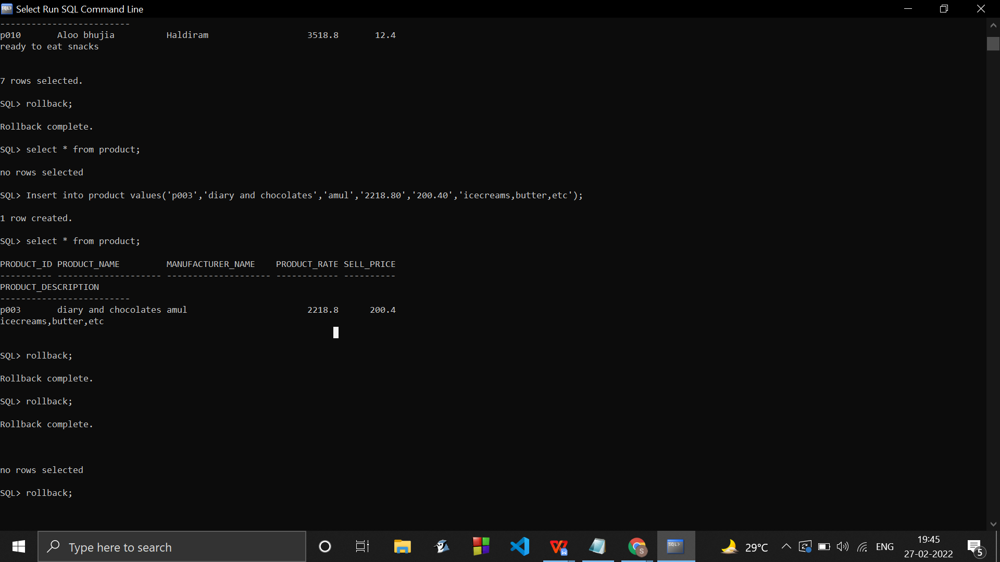 Select Run SQL Command Line
-------------------------
p010       Aloo bhujia          Haldiram                   3518.8       12.4
ready to eat snacks
7 rows selected.
SQL> rollback;
Rollback complete.
SQL> select * from product;
no rows selected
SQL> Insert into product values('p003','diary and chocolates','amul','2218.80','200.40','icecreams,butter,etc');
1 row created.
SQL> select * from product;
PRODUCT_ID PRODUCT_NAME         MANUFACTURER_NAME    PRODUCT_RATE SELL_PRICE
---------- -------------------- -------------------- ------------ ----------
PRODUCT_DESCRIPTION
-------------------------
p003       diary and chocolates amul                       2218.8      200.4
icecreams,butter,etc
SQL> rollback;
Rollback complete.
SQL> rollback;
Rollback complete.
no rows selected
SQL> rollback;
Type here to search
29°C
ENG
19:45
27-02-2022
5